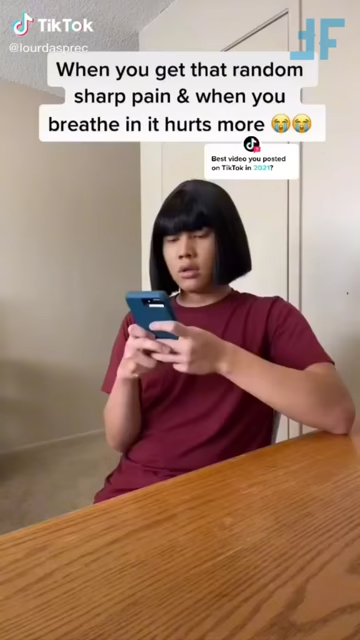 TikTok
@lourdasprec
When you get that random
sharp pain & when you
breathe in it hurts more 😭😭
Best video you posted
on TikTok in 2021?